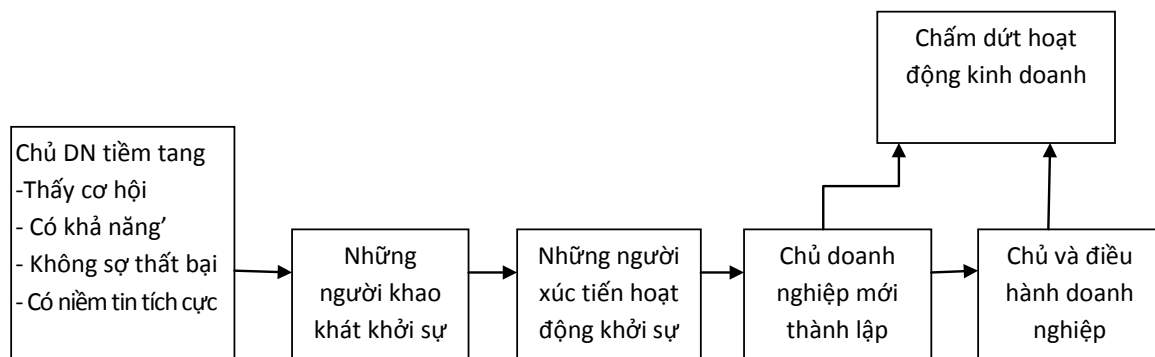 Chấm dứt hoạt
động kinh doanh
Chủ DN tiềm tang
-Thấy cơ hội
- Có khả năng’
- Không sợ thất bại
- Có niềm tin tích cực
Những
người khao
khát khởi sự
Những người
xúc tiến hoạt
động khởi sự
Chủ doanh
nghiệp mới
thành lập
Chủ và điều
hành doanh
nghiệp